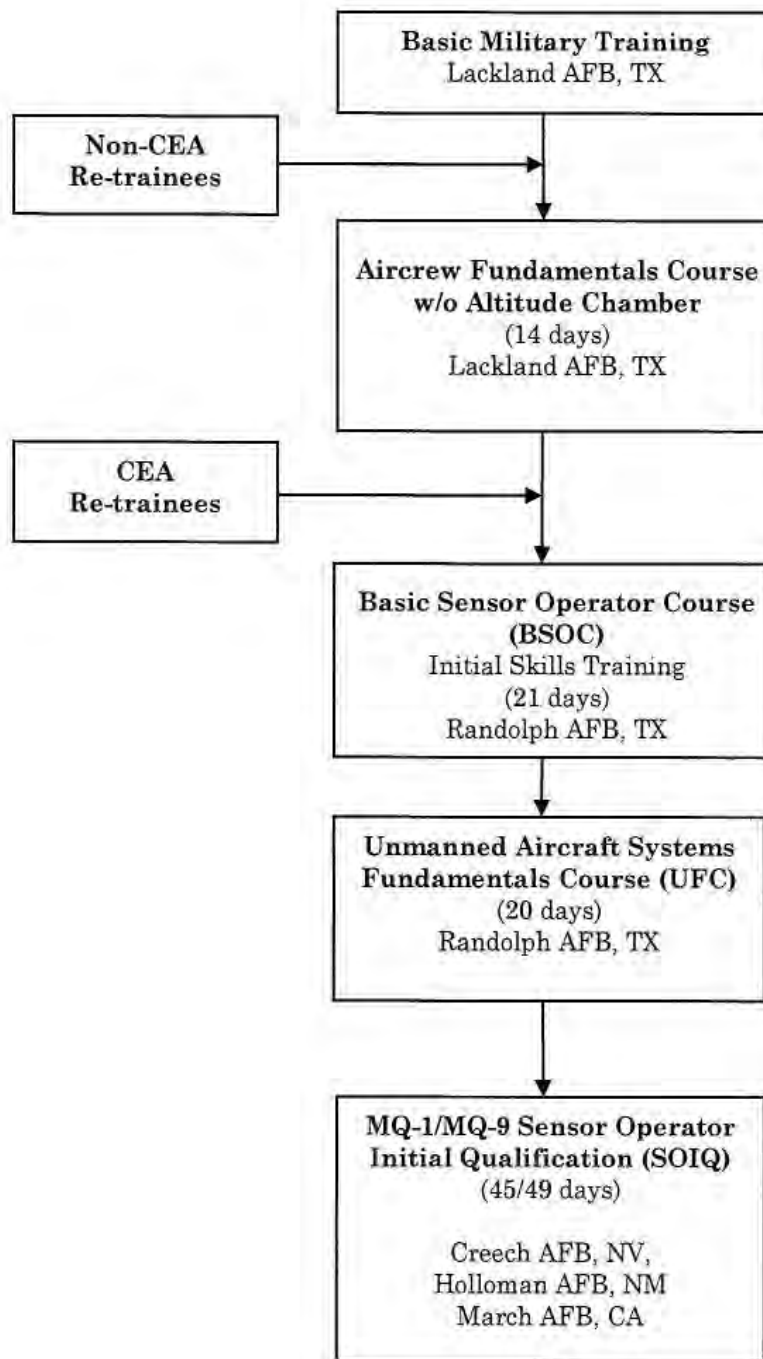 Basic Military Training
Lackland AFB, TX
Non-CEA
Re-trainees
Aircrew Fundamentals Course
w/o Altitude Chamber
(14 days)
Lackland AFB, TX
CEA
Re-trainees
Basic Sensor Operator Course
(BSOC)
Initial Skills Training
(21 days)
Randolph AFB, TX
Unmanned Aircraft Systems
Fundamentals Course (UFC)
(20 days)
Randolph AFB, TX
MQ-1/MQ-9 Sensor Operator
Initial Qualification (SOIQ)
(45/49 days)
Creech AFB, NV,
Holloman AFB, NM
March AFB, CA